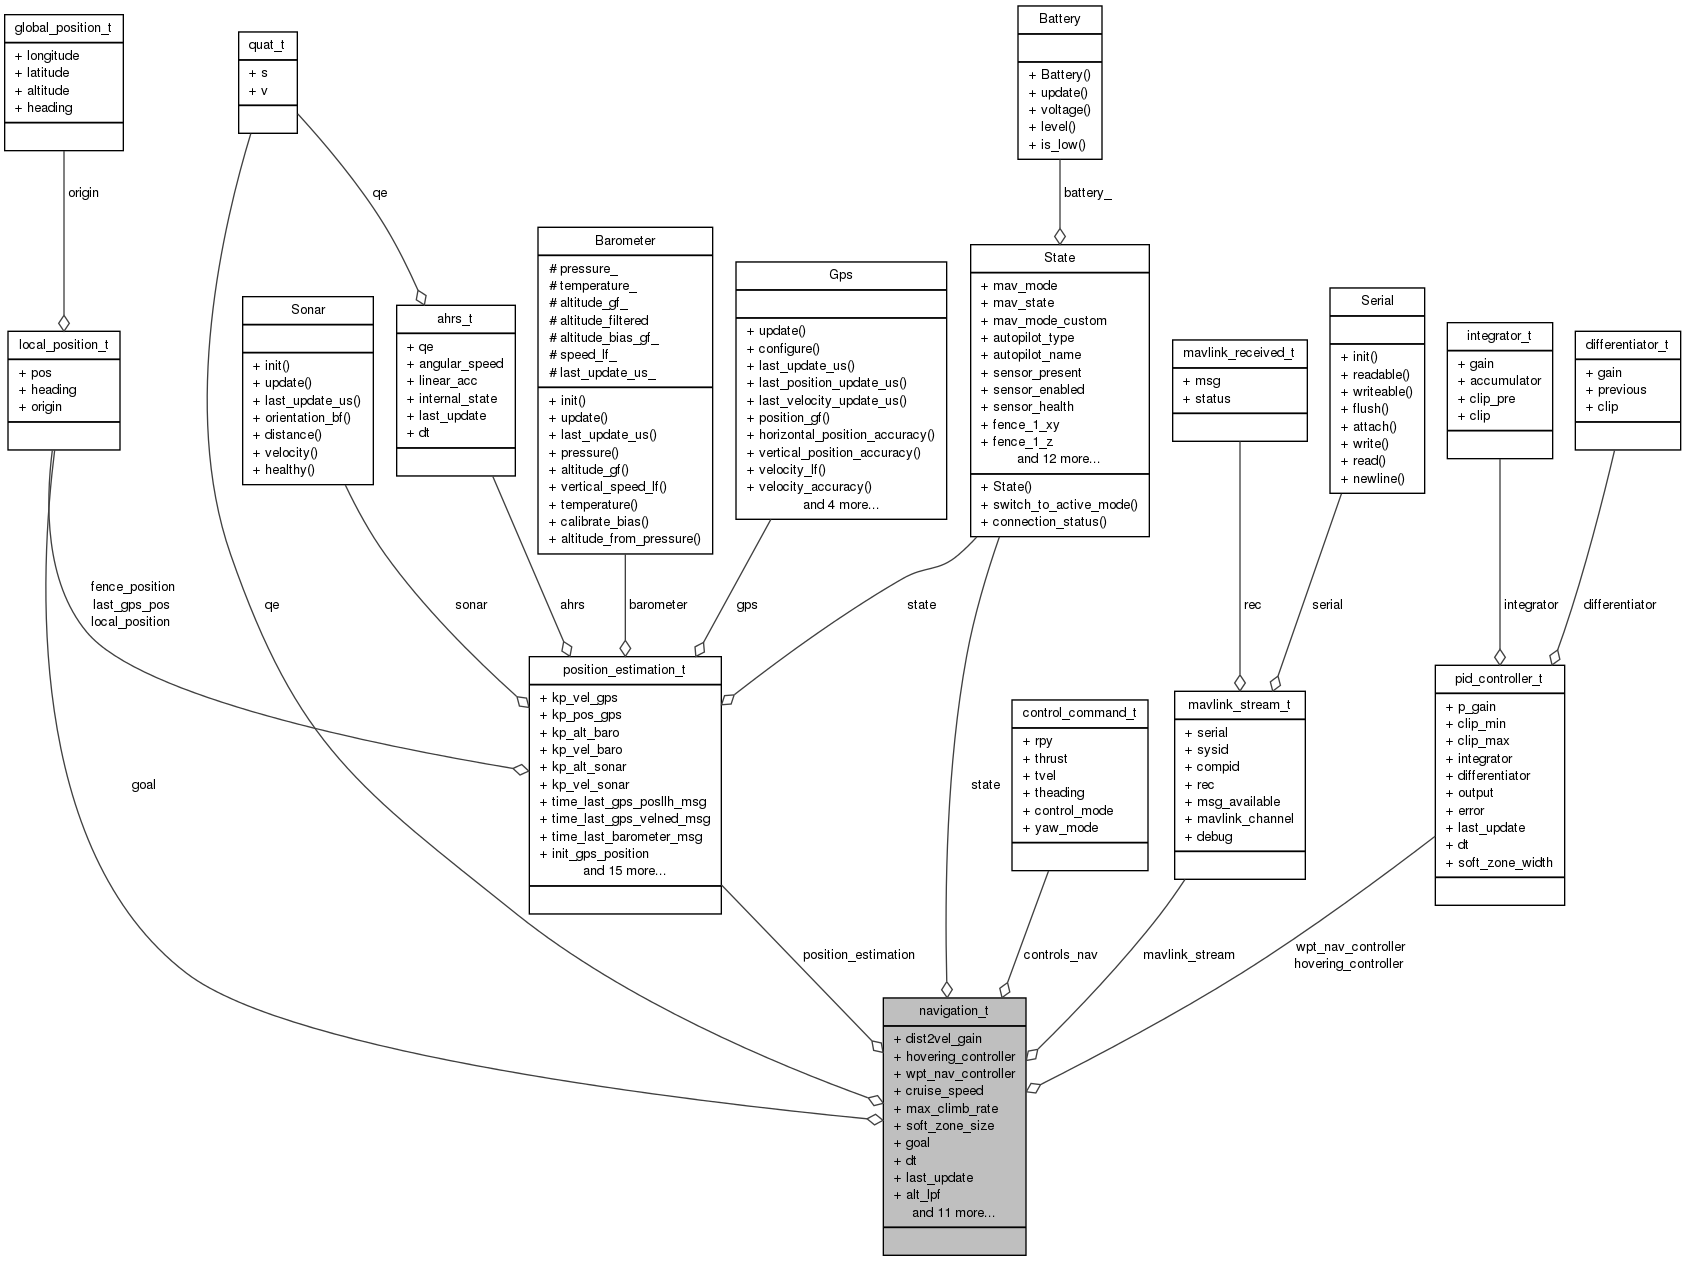 global_position_t
+ longitude
+ latitude
+ altitude
+ heading
origin
local_position_t
+ pos
+ heading
+ origin
quat_t
+ s
+ v
qe
Sonar
+ init()
+ update()
+ last_update_us()
+ orientation_bf()
+ distance()
+ velocity()
+ healthy()
ahrs_t
+ qe
+ angular_speed
+ linear_acc
+ internal_state
+ last_update
+ dt
Barometer
# pressure_
# temperature_
# altitude_gf_
# altitude_filtered
# altitude_bias_gf_
# speed_lf_
# last_update_us_
+ init()
+ update()
+ last_update_us()
+ pressure()
+ altitude_gf()
+ vertical_speed_lf()
+ temperature()
+ calibrate_bias()
+ altitude_from_pressure()
Gps
+ update()
+ configure()
+ last_update_us()
+ last_position_update_us()
+ last_velocity_update_us()
+ position_gf()
+ horizontal_position_accuracy()
+ vertical_position_accuracy()
+ velocity_lf()
+ velocity_accuracy()
and 4 more...
Battery
+ Battery()
+ update()
+ voltage()
+ level()
+ is_low()
battery_
State
+ mav_mode
+ mav_state
+ mav_mode_custom
+ autopilot_type
+ autopilot_name
+ sensor_present
+ sensor_enabled
+ sensor_health
+ fence_1_xy
+ fence_1_z
and 12 more...
+ State()
+ switch_to_active_mode()
+ connection_status()
mavlink_received_t
+ msg
+ status
Serial
+ init()
+ readable()
+ writeable()
+ flush()
+ attach()
+ write()
+ read()
+ newline()
integrator_t
+ gain
+ accumulator
+ clip_pre
+ clip
differentiator_t
+ gain
+ previous
+ clip
fence_position
last_gps_pos
local_position
qe
sonar
ahrs
barometer
gps
state
rec
serial
integrator
differentiator
position_estimation_t
+ kp_vel_gps
+ kp_pos_gps
+ kp_alt_baro
+ kp_vel_baro
+ kp_alt_sonar
+ kp_vel_sonar
+ time_last_gps_posllh_msg
+ time_last_gps_velned_msg
+ time_last_barometer_msg
+ init_gps_position
and 15 more...
goal
state
control_command_t
+ rpy
+ thrust
+ tvel
+ theading
+ control_mode
+ yaw_mode
mavlink_stream_t
+ serial
+ sysid
+ compid
+ rec
+ msg_available
+ mavlink_channel
+ debug
pid_controller_t
+ p_gain
+ clip_min
+ clip_max
+ integrator
+ differentiator
+ output
+ error
+ last_update
+ dt
+ soft_zone_width
position_estimation
controls_nav
mavlink_stream
wpt_nav_controller
hovering_controller
navigation_t
+ dist2vel_gain
+ hovering_controller
+ wpt_nav_controller
+ cruise_speed
+ max_climb_rate
+ soft_zone_size
+ goal
+ dt
+ last_update
+ alt_lpf
and 11 more...